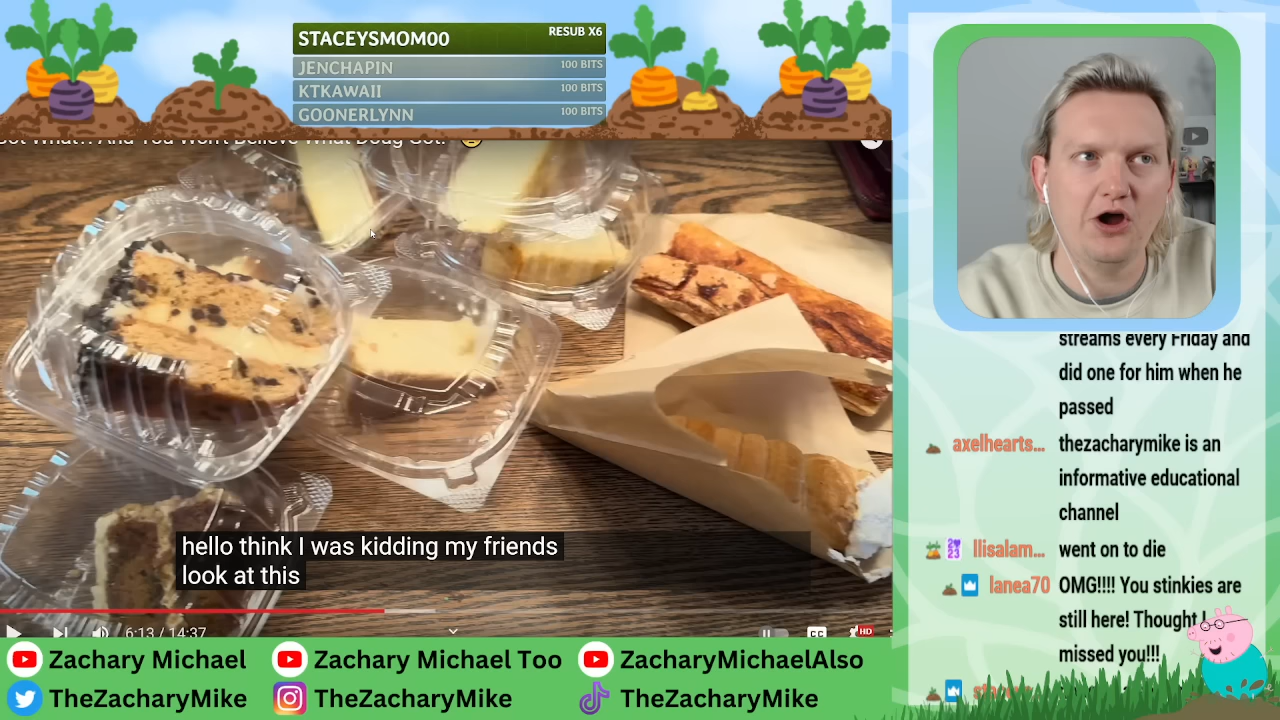 STACEYSMOM00 RESUB X6
JENCHAPIN 100 BITS
KTKAWAII 100 BITS
GOONERLYNN 100 BITS
hello think I was kidding my friends
look at this
6:13 / 14:37
CC
HD
streams every Friday and
did one for him when he
passed
axelhearts... thezacharymike is an
informative educational
channel
llisalam... went on to die
lanea70 OMG!!!! You stinkies are
still here! Thought I
missed you!!!
Zachary Michael
Zachary Michael Too
ZacharyMichaelAlso
TheZacharyMike
TheZacharyMike
TheZacharyMike